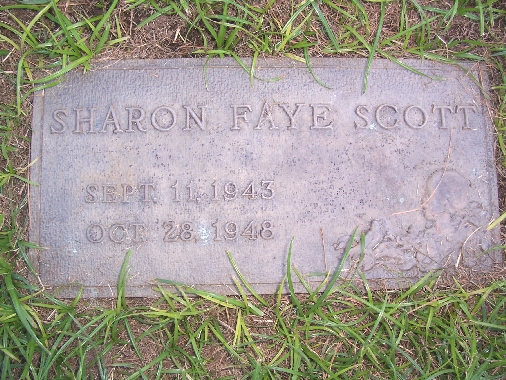 SHARON FAYE SCOTT
SEPT. 11, 1943
OCT. 28, 1948